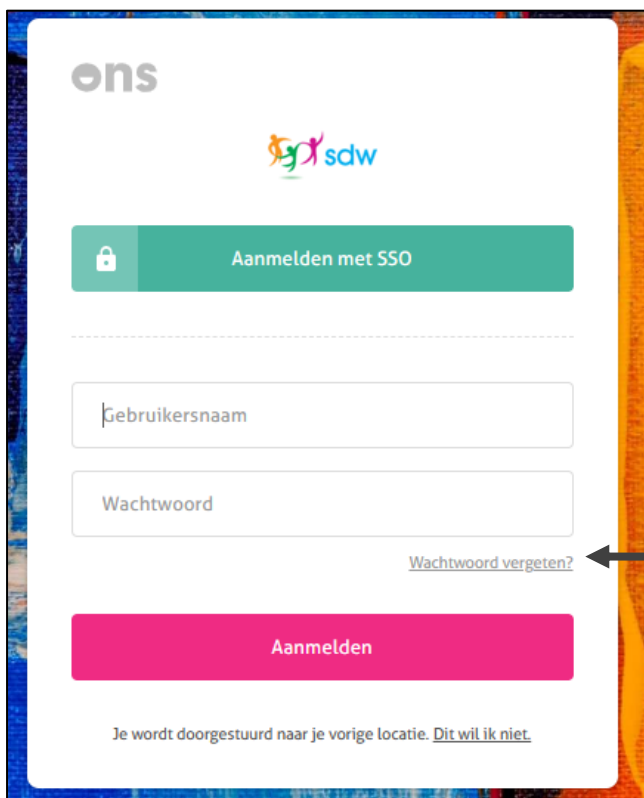 ons
sdw
Aanmelden met SSO
Gebruikersnaam
Wachtwoord
Wachtwoord vergeten?
Aanmelden
Je wordt doorgestuurd naar je vorige locatie. Dit wil ik niet.